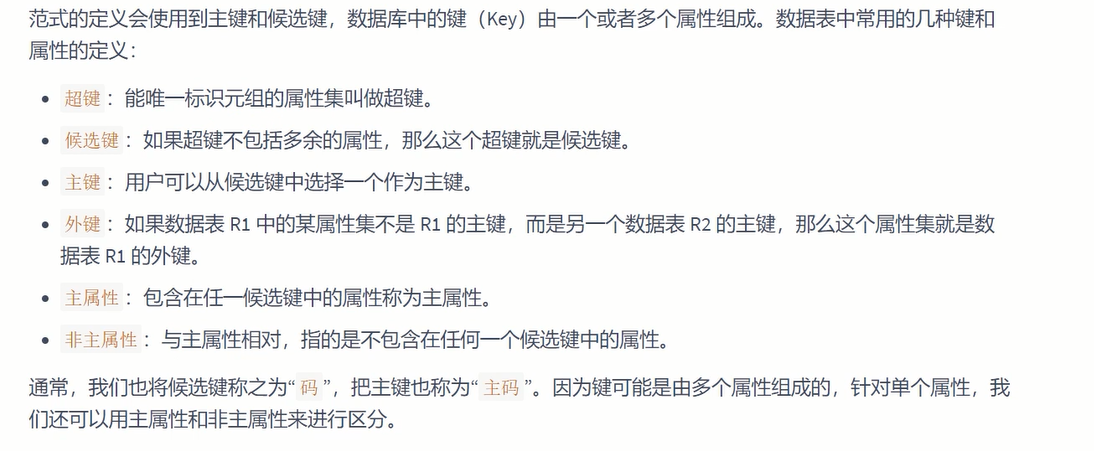 范式的定义会使用到主键和候选键，数据库中的键（Key）由一个或者多个属性组成。数据表中常用的几种键和
属性的定义：
• 超键：能唯一标识元组的属性集叫做超键。
• 候选键：如果超键不包括多余的属性，那么这个超键就是候选键。
• 主键：用户可以从候选键中选择一个作为主键。
• 外键：如果数据表 R1 中的某属性集不是 R1 的主键，而是另一个数据表 R2 的主键，那么这个属性集就是数
据表 R1 的外键。
• 主属性：包含在任一候选键中的属性称为主属性。
• 非主属性：与主属性相对，指的是不包含在任何一个候选键中的属性。
通常，我们也将候选键称之为“码”，把主键也称为“主码”。因为键可能是由多个属性组成的，针对单个属性，我
们还可以用主属性和非主属性来进行区分。